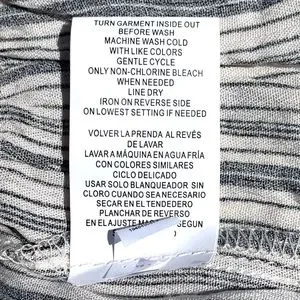 TURN GARMENT INSIDE OUT
BEFORE WASH
MACHINE WASH COLD
WITH LIKE COLORS
GENTLE CYCLE
ONLY NON-CHLORINE BLEACH
WHEN NEEDED
LINE DRY
IRON ON REVERSE SIDE
ON LOWEST SETTING IF NEEDED
VOLVER LA PRENDA AL REVÉS
DE LAVAR
LAVAR A MÁQUINA EN AGUA FRÍA
CON COLORES SIMILARES
CICLO DELICADO
USAR SOLO BLANQUEADOR SIN
CLORO CUANDO SEA NECESARIO
SECAR EN EL TENDEDERO
PLANCHAR DE REVERSO
EN EL AJUSTE SEGUN